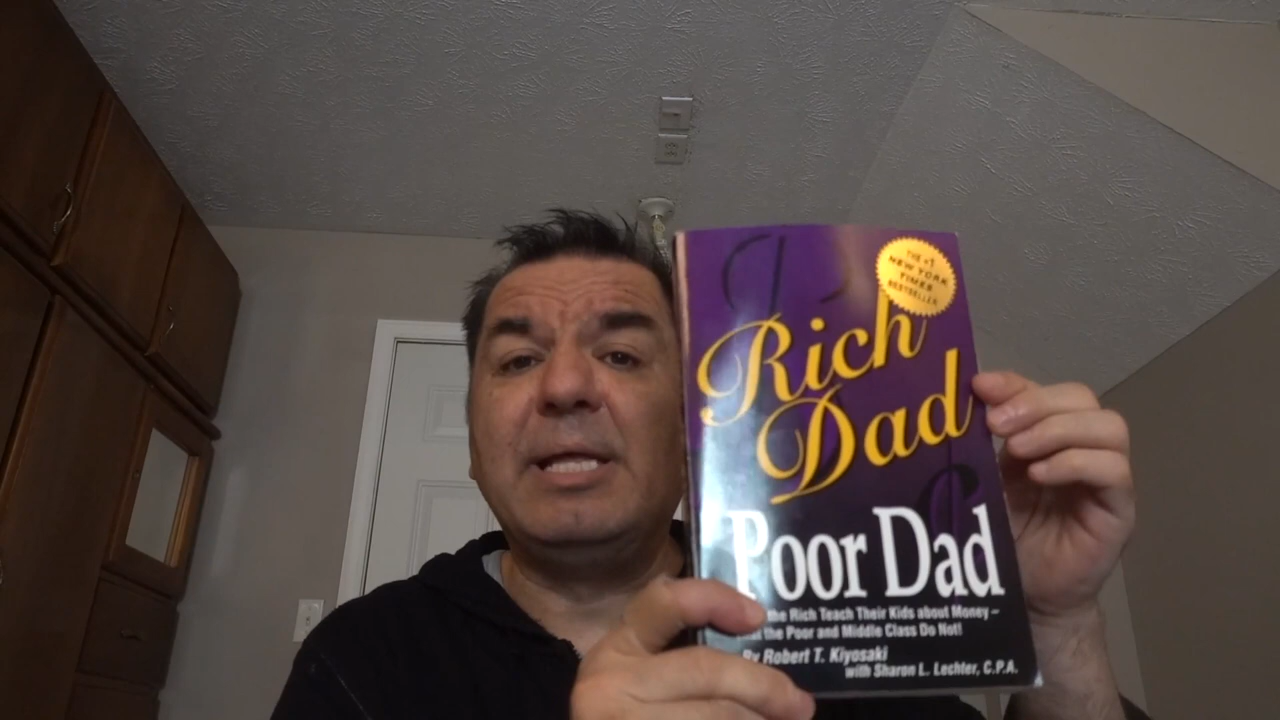 THE #1
NEW YORK
TIMES
BESTSELLER
Rich
Dad
Poor Dad
the Rich Teach Their Kids about Money –
the Poor and Middle Class Do Not!
By Robert T. Kiyosaki
with Sharon L. Lechter, C.P.A.